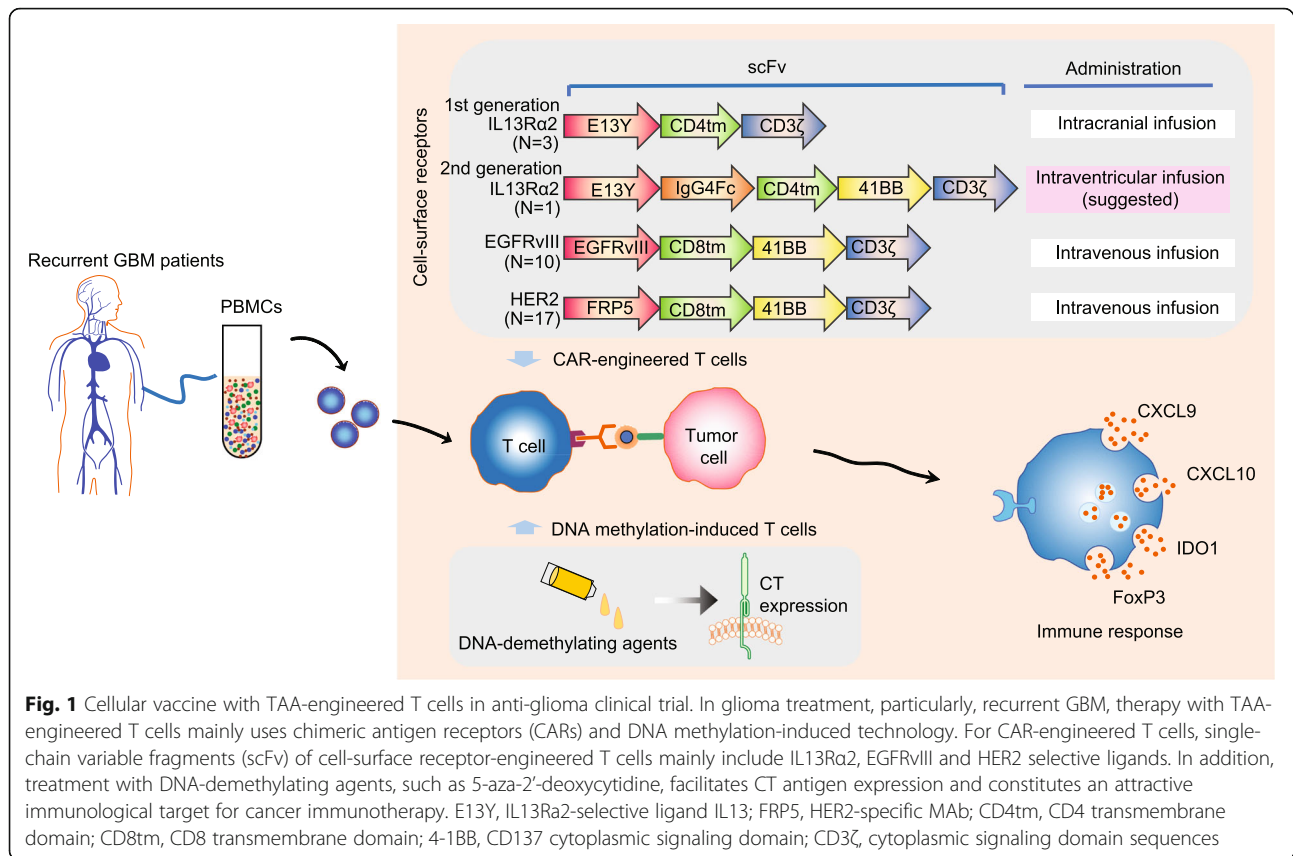 scFv
Administration
Cell-surface receptors
1st generation
IL13Rα2
(N=3)
E13Y
CD4tm
CD3ζ
Intracranial infusion
2nd generation
IL13Rα2
(N=1)
E13Y
IgG4Fc
CD4tm
41BB
CD3ζ
Intraventricular infusion
(suggested)
EGFRvIII
(N=10)
EGFRvIII
CD8tm
41BB
CD3ζ
Intravenous infusion
HER2
(N=17)
FRP5
CD8tm
41BB
CD3ζ
Intravenous infusion
Recurrent GBM patients
PBMCs
CAR-engineered T cells
T cell
Tumor
cell
DNA methylation-induced T cells
DNA-demethylating agents
CT
expression
CXCL9
CXCL10
IDO1
FoxP3
Immune response
Fig. 1 Cellular vaccine with TAA-engineered T cells in anti-glioma clinical trial. In glioma treatment, particularly, recurrent GBM, therapy with TAA-
engineered T cells mainly uses chimeric antigen receptors (CARs) and DNA methylation-induced technology. For CAR-engineered T cells, single-
chain variable fragments (scFv) of cell-surface receptor-engineered T cells mainly include IL13Rα2, EGFRvIII and HER2 selective ligands. In addition,
treatment with DNA-demethylating agents, such as 5-aza-2′-deoxycytidine, facilitates CT antigen expression and constitutes an attractive
immunological target for cancer immunotherapy. E13Y, IL13Ra2-selective ligand IL13; FRP5, HER2-specific MAb; CD4tm, CD4 transmembrane
domain; CD8tm, CD8 transmembrane domain; 4-1BB, CD137 cytoplasmic signaling domain; CD3ζ, cytoplasmic signaling domain sequences